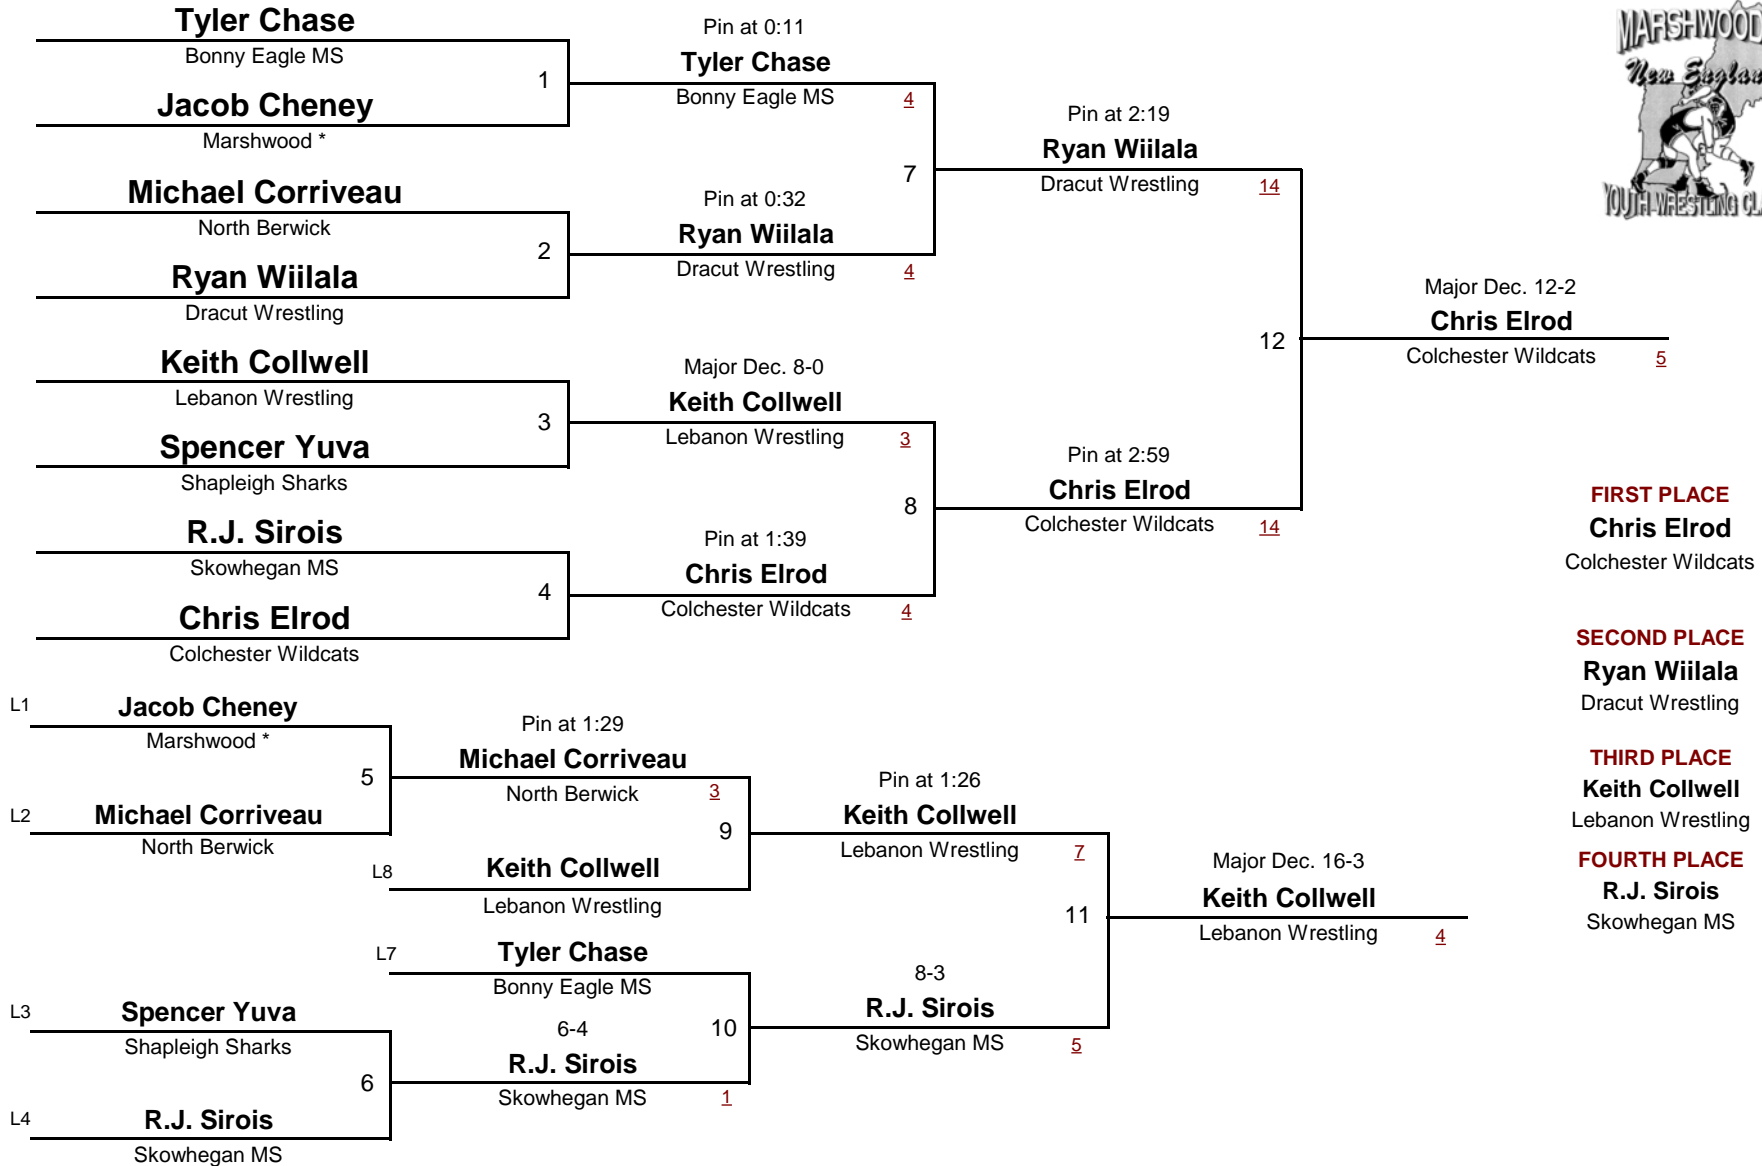 Tyler Chase
Bonny Eagle MS
1
Jacob Cheney
Marshwood *
Michael Corriveau
North Berwick
2
Ryan Wiilala
Dracut Wrestling
Keith Collwell
Lebanon Wrestling
3
Spencer Yuva
Shapleigh Sharks
R.J. Sirois
Skowhegan MS
4
Chris Elrod
Colchester Wildcats
Pin at 0:11
Tyler Chase
Bonny Eagle MS 4
7
Pin at 0:32
Ryan Wiilala
Dracut Wrestling 4
Major Dec. 8-0
Keith Collwell
Lebanon Wrestling 3
8
Pin at 1:39
Chris Elrod
Colchester Wildcats 4
Pin at 2:19
Ryan Wiilala
Dracut Wrestling 14
12
Pin at 2:59
Chris Elrod
Colchester Wildcats 14
Major Dec. 12-2
Chris Elrod
Colchester Wildcats 5
MARSHWOOD
New England
YOUTH WRESTLING
FIRST PLACE
Chris Elrod
Colchester Wildcats
SECOND PLACE
Ryan Wiilala
Dracut Wrestling
THIRD PLACE
Keith Collwell
Lebanon Wrestling
FOURTH PLACE
R.J. Sirois
Skowhegan MS
L1 Jacob Cheney
Marshwood *
5
L2 Michael Corriveau
North Berwick
Pin at 1:29
Michael Corriveau
North Berwick 3
9
L8 Keith Collwell
Lebanon Wrestling
L7 Tyler Chase
Bonny Eagle MS
10
L3 Spencer Yuva
Shapleigh Sharks
6
L4 R.J. Sirois
Skowhegan MS
6-4
R.J. Sirois
Skowhegan MS 1
Pin at 1:26
Keith Collwell
Lebanon Wrestling 7
11
8-3
R.J. Sirois
Skowhegan MS 5
Major Dec. 16-3
Keith Collwell
Lebanon Wrestling 4